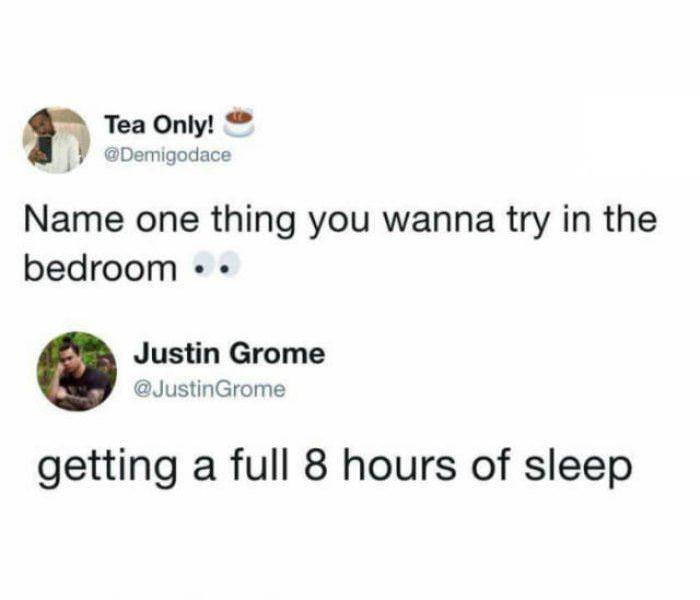 Tea Only! ☕
@Demigodace
Name one thing you wanna try in the
bedroom 👀
Justin Grome
@JustinGrome
getting a full 8 hours of sleep